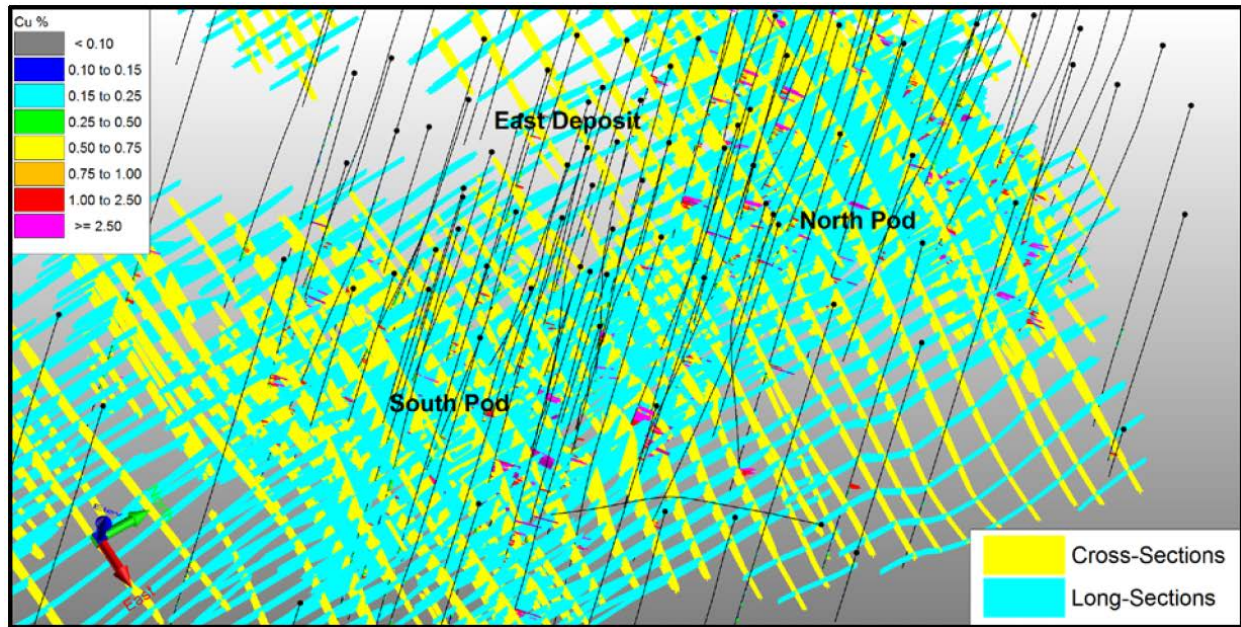 Cu %
< 0.10
0.10 to 0.15
0.15 to 0.25
0.25 to 0.50
0.50 to 0.75
0.75 to 1.00
1.00 to 2.50
>= 2.50
East Deposit
North Pod
South Pod
East
Cross-Sections
Long-Sections